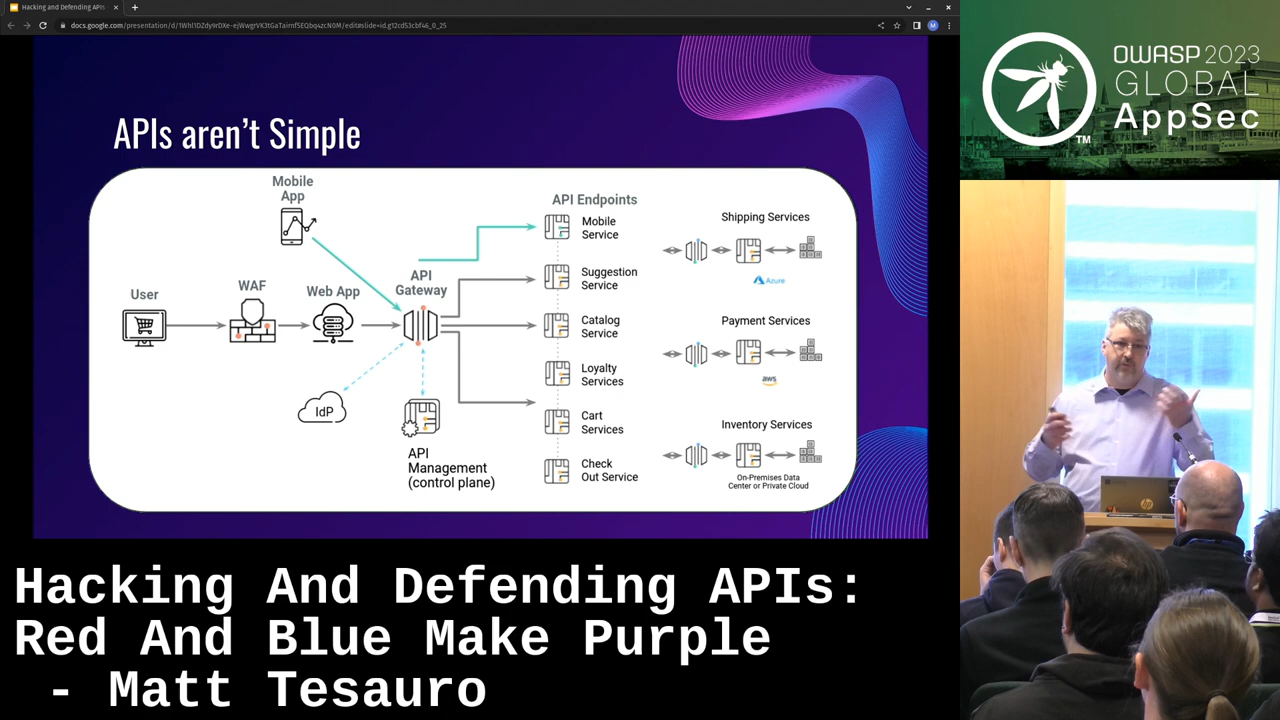 Hacking and Defending APIs
docs.google.com/presentation/d/1WhI1DZdy9rDXe-ejWwgrVK3tGaTairnf5EQbq4zcN0M/edit#slide=id.g12cd53cbf46_0_25
M
APIs aren't Simple
Mobile
App
API Endpoints
Mobile
Service
Shipping Services
Azure
API
Gateway
Suggestion
Service
User
WAF
Web App
Catalog
Service
Payment Services
aws
Loyalty
Services
IdP
Cart
Services
Inventory Services
API
Management
(control plane)
Check
Out Service
On-Premises Data
Center or Private Cloud
OWASP 2023
GLOBAL
AppSec
TM
hp
Hacking And Defending APIs:
Red And Blue Make Purple
- Matt Tesauro